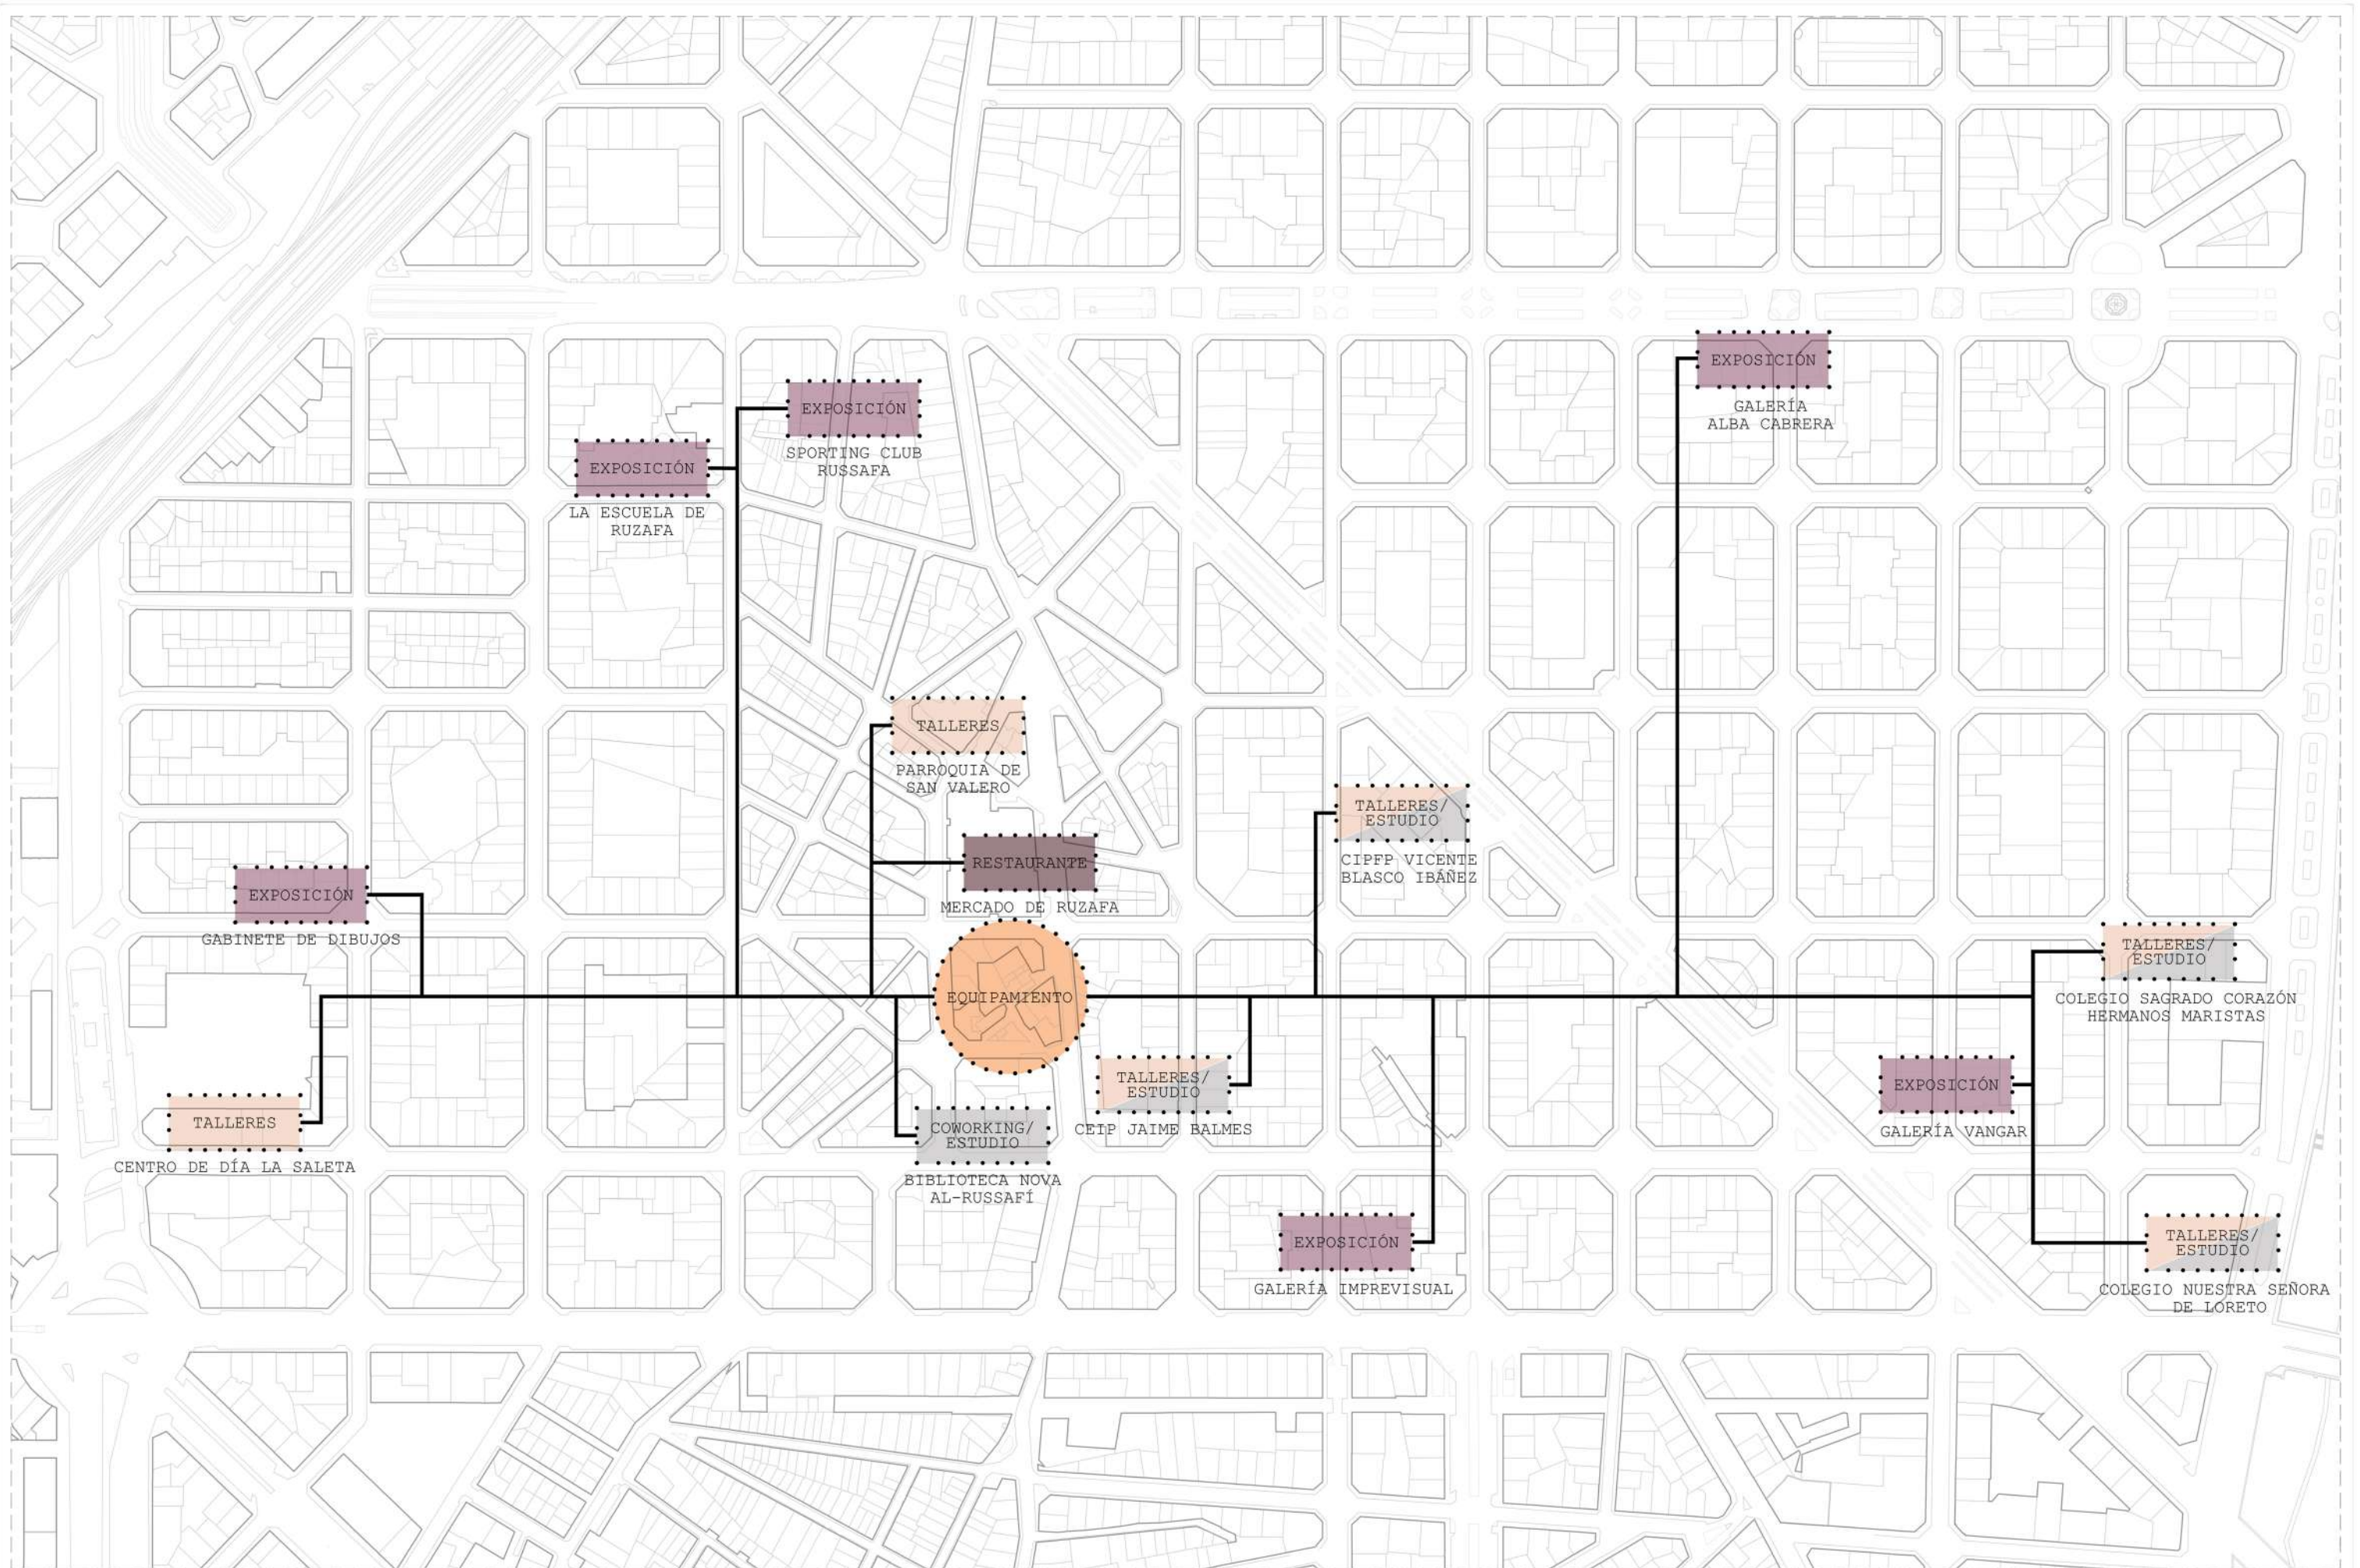 EXPOSICIÓN
GALERÍA
ALBA CABRERA
EXPOSICIÓN
SPORTING CLUB
RUSSAFA
EXPOSICIÓN
LA ESCUELA DE
RUZAFA
TALLERES
PARROQUIA DE
SAN VALERO
TALLERES/
ESTUDIO
CIPFP VICENTE
BLASCO IBÁÑEZ
RESTAURANTE
MERCADO DE RUZAFA
EXPOSICIÓN
GABINETE DE DIBUJOS
TALLERES/
ESTUDIO
COLEGIO SAGRADO CORAZÓN
HERMANOS MARISTAS
EQUIPAMIENTO
TALLERES/
ESTUDIO
CEIP JAIME BALMES
EXPOSICIÓN
GALERÍA VANGAR
TALLERES
CENTRO DE DÍA LA SALETA
COWORKING/
ESTUDIO
BIBLIOTECA NOVA
AL-RUSSAFÍ
EXPOSICIÓN
GALERÍA IMPREVISUAL
TALLERES/
ESTUDIO
COLEGIO NUESTRA SEÑORA
DE LORETO